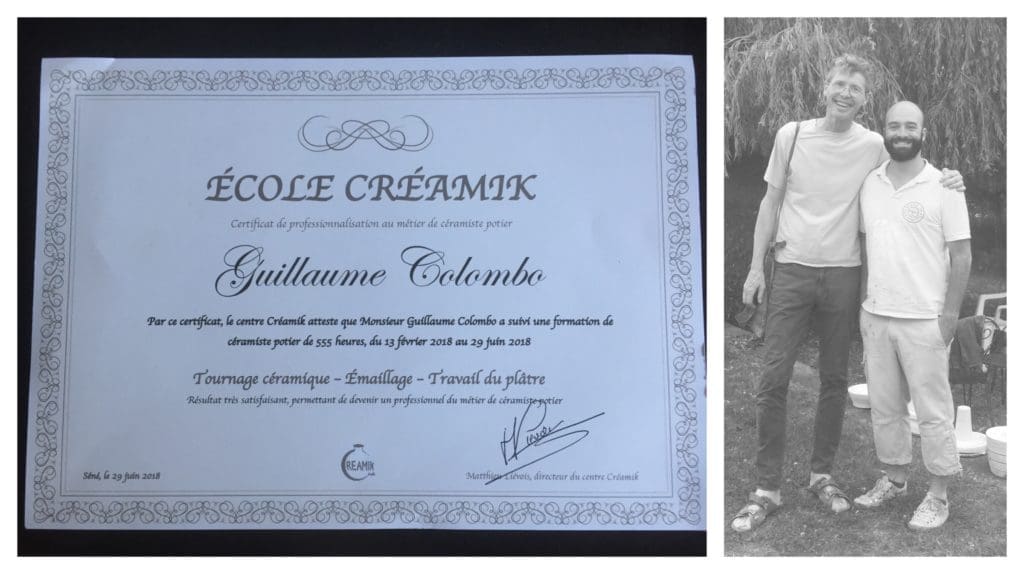 ÉCOLE CRÉAMIK
Certificat de professionnalisation au métier de céramiste potier
Guillaume Colombo
Par ce certificat, le centre Créamik atteste que Monsieur Guillaume Colombo a suivi une formation de
céramiste potier de 555 heures, du 13 février 2018 au 29 juin 2018
Tournage céramique – Émaillage – Travail du plâtre
Résultat très satisfaisant, permettant de devenir un professionnel du métier de céramiste potier
CREAMIK
Séné, le 29 juin 2018
Matthieu Liévois, directeur du centre Créamik